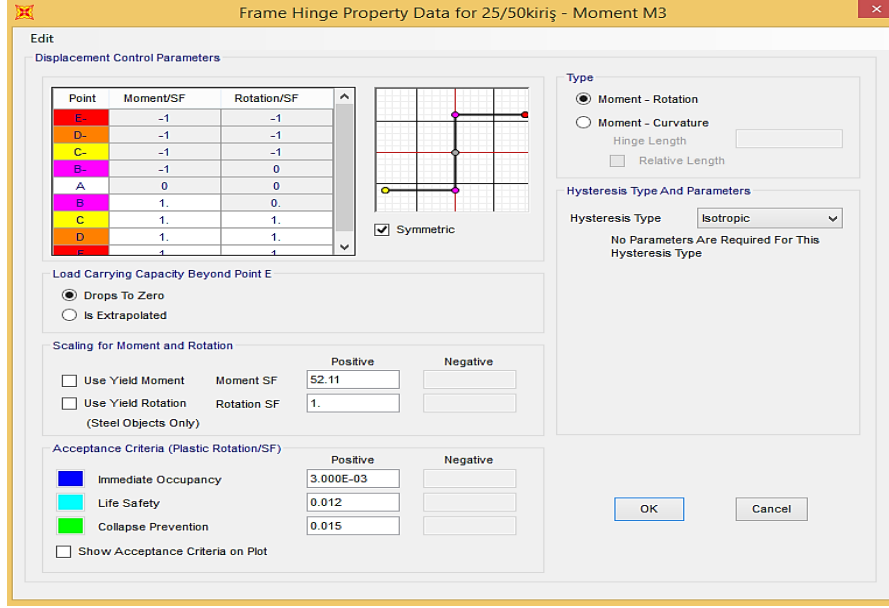 Frame Hinge Property Data for 25/50kiriş - Moment M3
Edit
Displacement Control Parameters
Point Moment/SF Rotation/SF
E- -1 -1
D- -1 -1
C- -1 -1
B- -1 0
A 0 0
B 1. 0.
C 1. 1.
D 1. 1.
E 1. 1.
Symmetric
Load Carrying Capacity Beyond Point E
Drops To Zero
Is Extrapolated
Scaling for Moment and Rotation
Positive Negative
Use Yield Moment Moment SF 52.11
Use Yield Rotation Rotation SF 1.
(Steel Objects Only)
Acceptance Criteria (Plastic Rotation/SF)
Positive Negative
Immediate Occupancy 3.000E-03
Life Safety 0.012
Collapse Prevention 0.015
Show Acceptance Criteria on Plot
Type
Moment - Rotation
Moment - Curvature
Hinge Length
Relative Length
Hysteresis Type And Parameters
Hysteresis Type Isotropic
No Parameters Are Required For This
Hysteresis Type
OK Cancel